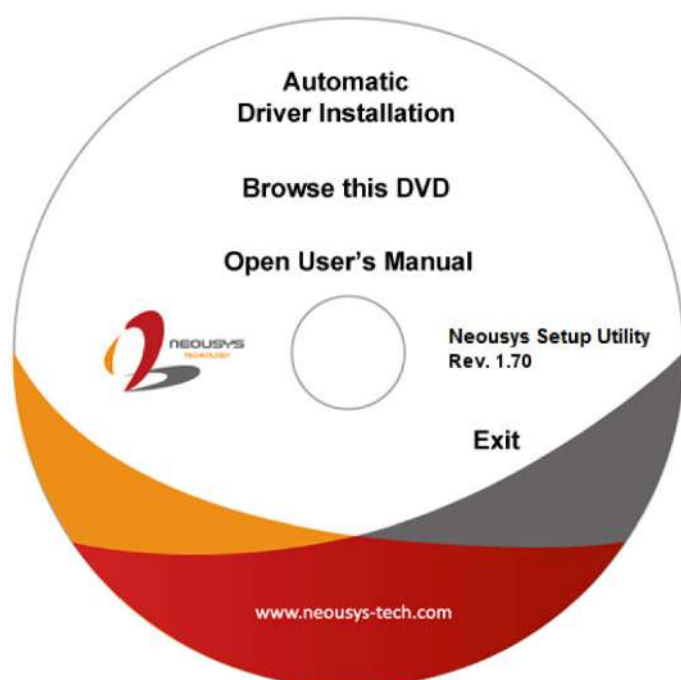 Automatic
Driver Installation
Browse this DVD
Open User’s Manual
NEOUSYS
TECHNOLOGY
Neousys Setup Utility
Rev. 1.70
Exit
www.neousys-tech.com